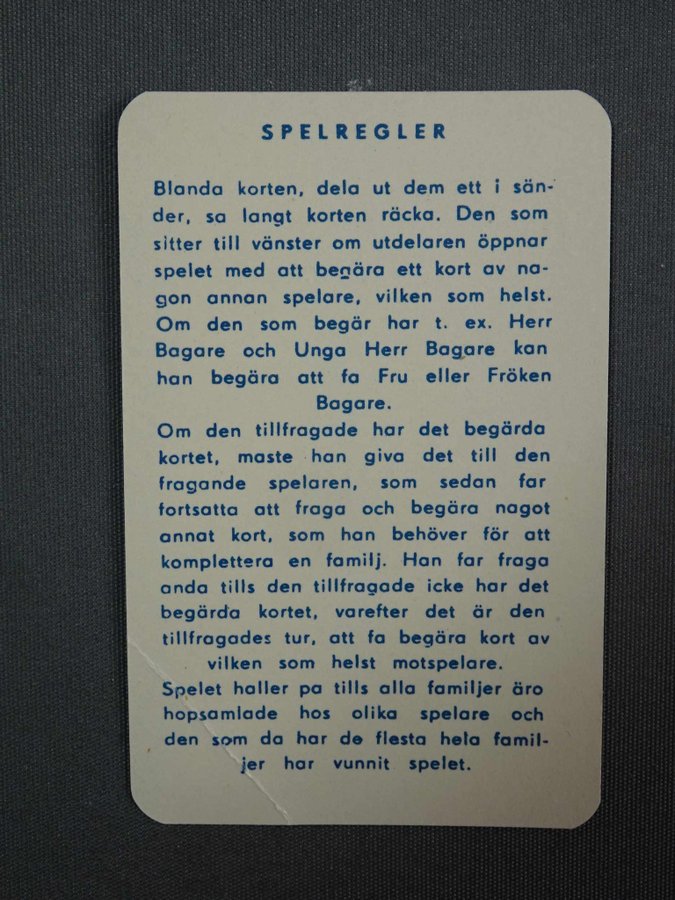 SPELREGLER
Blanda korten, dela ut dem ett i sän-
der, sa langt korten räcka. Den som
sitter till vänster om utdelaren öppnar
spelet med att begära ett kort av na-
gon annan spelare, vilken som helst.
Om den som begär har t. ex. Herr
Bagare och Unga Herr Bagare kan
han begära att fa Fru eller Fröken
Bagare.
Om den tillfragade har det begärda
kortet, maste han giva det till den
fragande spelaren, som sedan far
fortsatta att fraga och begära nagot
annat kort, som han behöver för att
komplettera en familj. Han far fraga
anda tills den tillfragade icke har det
begärda kortet, varefter det är den
tillfragades tur, att fa begära kort av
vilken som helst motspelare.
Spelet haller pa tills alla familjer äro
hopsamlade hos olika spelare och
den som da har de flesta hela famil-
jer har vunnit spelet.